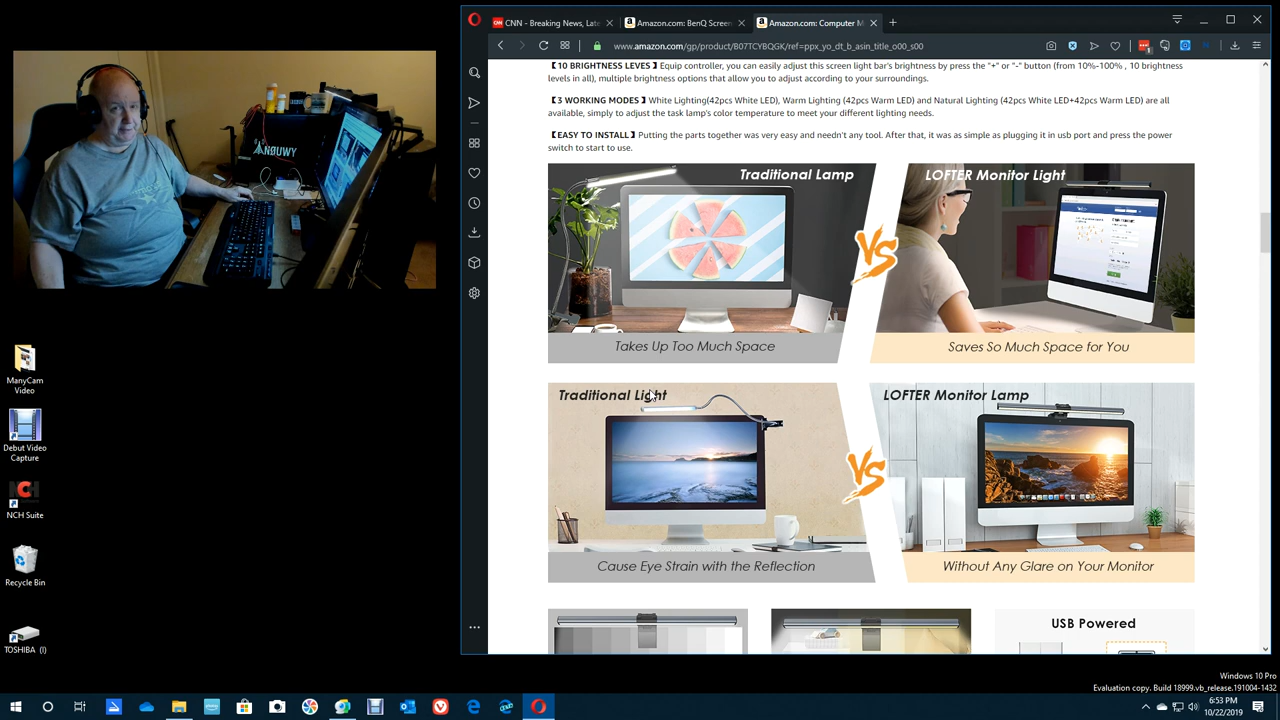 CNN - Breaking News, Late
Amazon.com: BenQ Screen
Amazon.com: Computer M
www.amazon.com/gp/product/B07TCYBQGK/ref=ppx_yo_dt_b_asin_title_o00_s00
【10 BRIGHTNESS LEVES】Equip controller, you can easily adjust this screen light bar's brightness by press the "+" or "-" button (from 10%-100% , 10 brightness
levels in all), multiple brightness options that allow you to adjust according to your surroundings.
【3 WORKING MODES】White Lighting(42pcs White LED), Warm Lighting (42pcs Warm LED) and Natural Lighting (42pcs White LED+42pcs Warm LED) are all
available, simply to adjust the task lamp's color temperature to meet your different lighting needs.
【EASY TO INSTALL】Putting the parts together was very easy and needn't any tool. After that, it was as simple as plugging it in usb port and press the power
switch to start to use.
Traditional Lamp
LOFTER Monitor Light
VS
Takes Up Too Much Space
Saves So Much Space for You
Traditional Light
LOFTER Monitor Lamp
VS
Cause Eye Strain with the Reflection
Without Any Glare on Your Monitor
USB Powered
ANOUWY
ManyCam
Video
Debut Video
Capture
NCH
NCH Suite
Recycle Bin
TOSHIBA (I)
Windows 10 Pro
Evaluation copy. Build 18999.vb_release.191004-1432
6:53 PM
10/22/2019